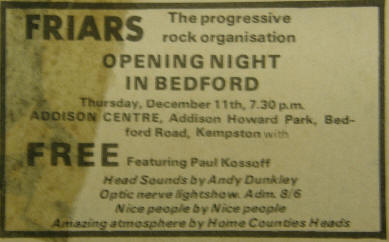 FRIARS The progressive
rock organisation
OPENING NIGHT
IN BEDFORD
Thursday, December 11th, 7.30 p.m.
ADDISON CENTRE, Addison Howard Park, Bed-
ford Road, Kempston with
FREE Featuring Paul Kossoff
Head Sounds by Andy Dunkley
Optic nerve lightshow. Adm. 8/6
Nice people by Nice people
Amazing atmosphere by Home Counties Heads